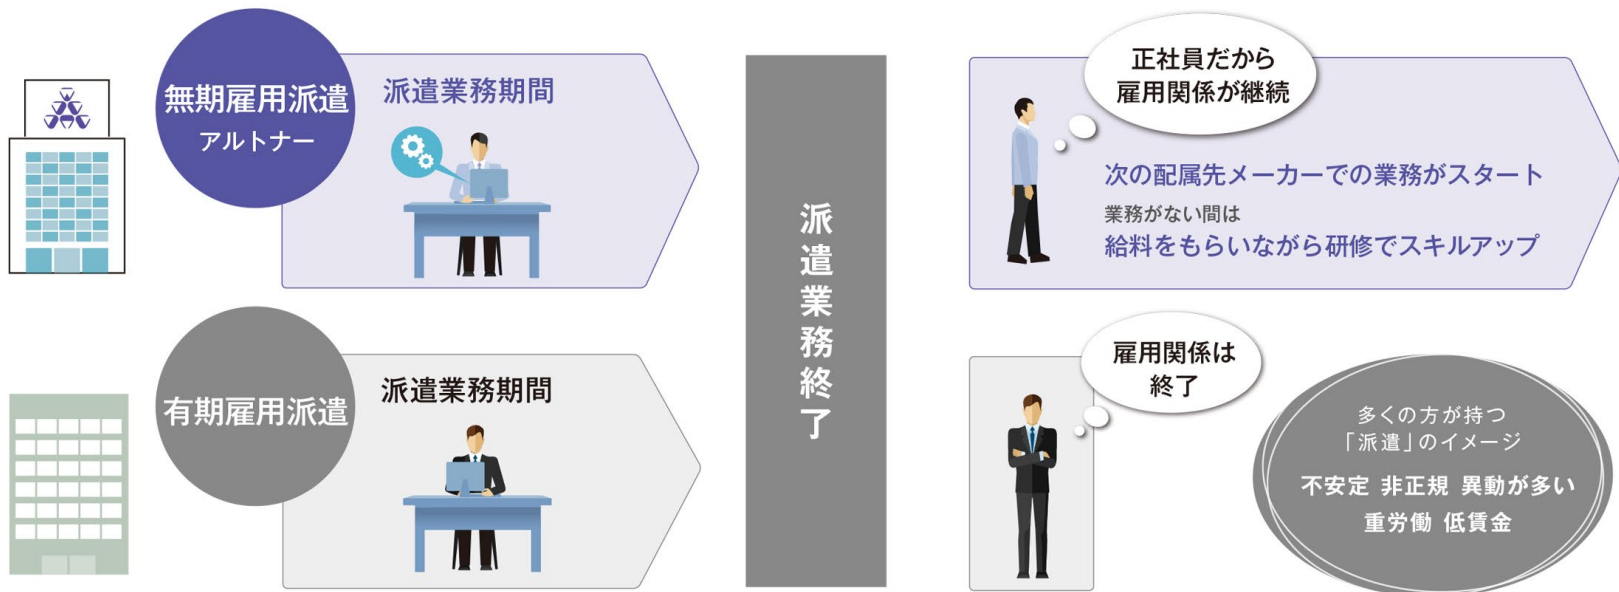 無期雇用派遣
アルトナー
派遣業務期間
派遣業務終了
正社員だから
雇用関係が継続
次の配属先メーカーでの業務がスタート
業務がない間は
給料をもらいながら研修でスキルアップ
有期雇用派遣
派遣業務期間
雇用関係は
終了
多くの方が持つ
「派遣」のイメージ
不安定 非正規 異動が多い
重労働 低賃金